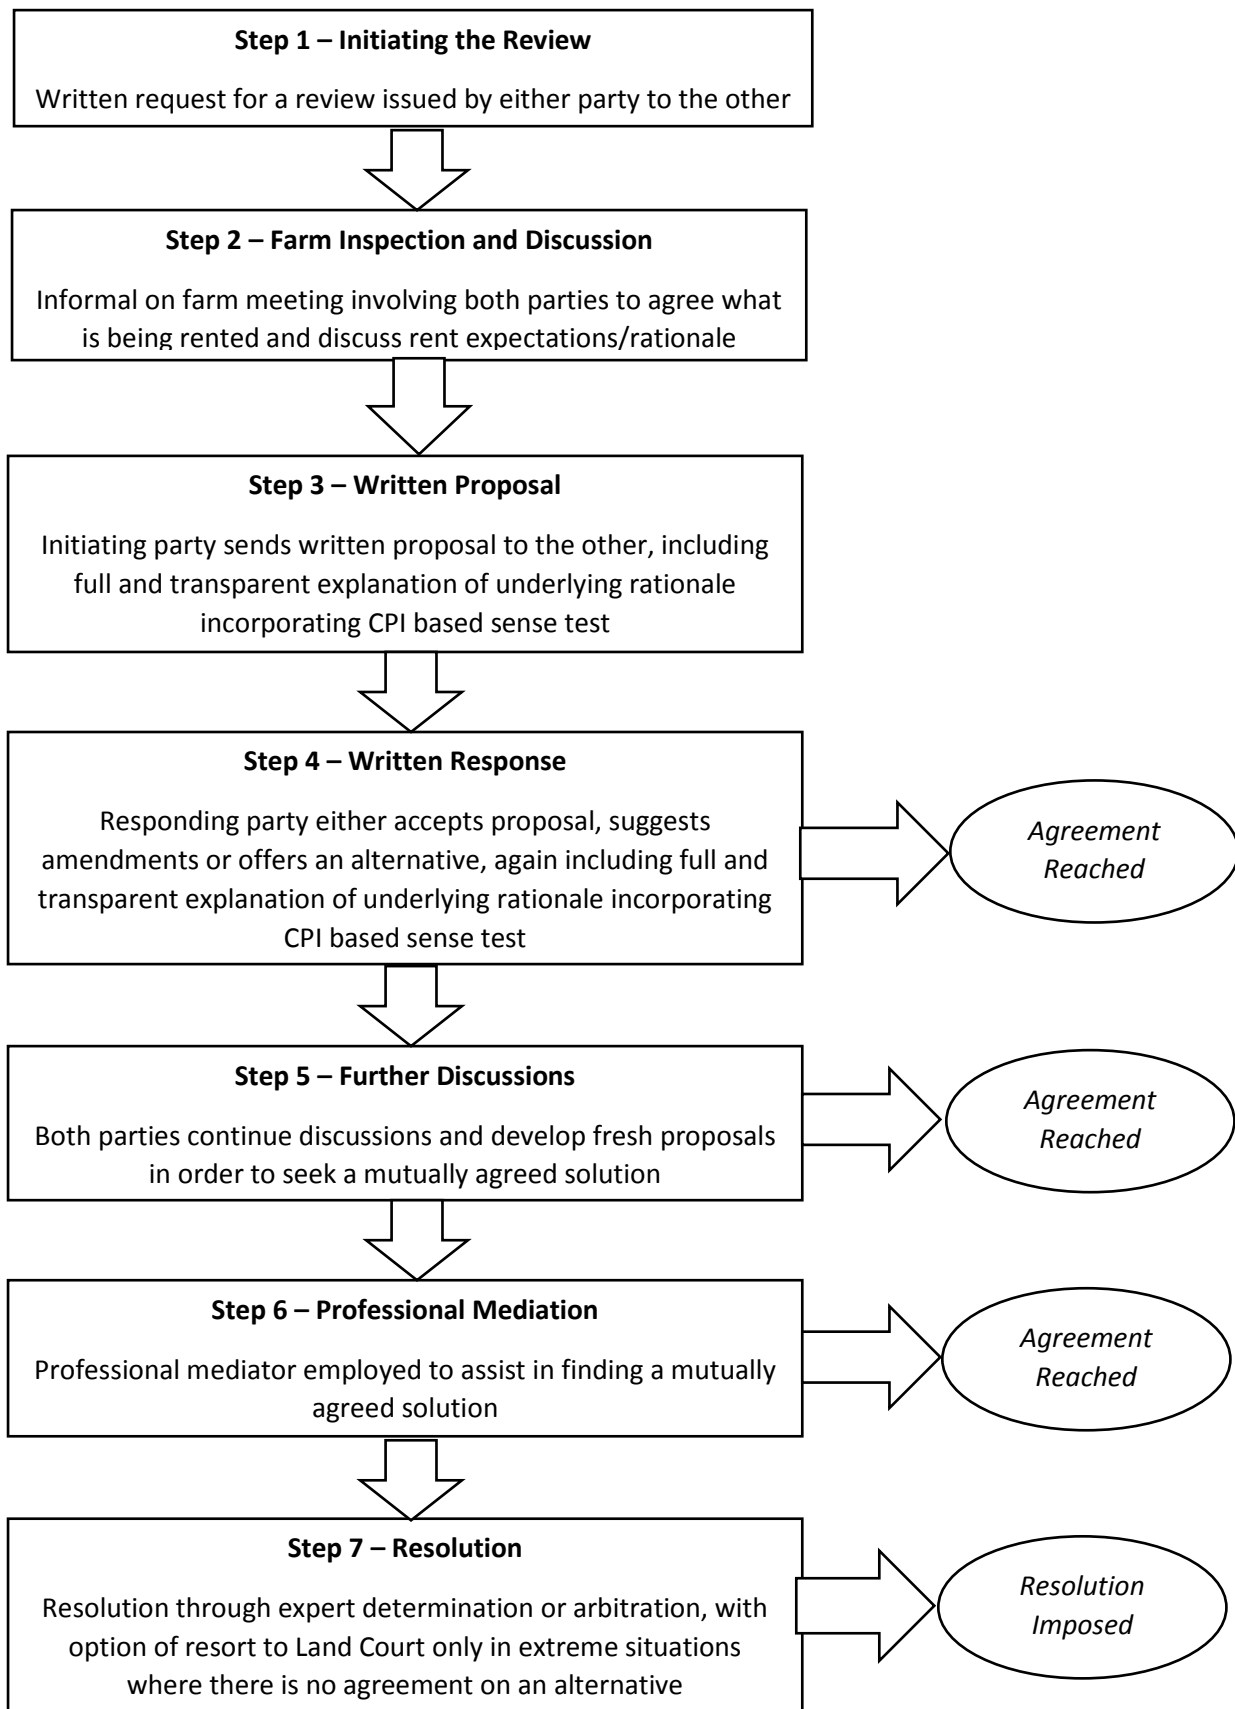 Step 1 – Initiating the Review
Written request for a review issued by either party to the other
Step 2 – Farm Inspection and Discussion
Informal on farm meeting involving both parties to agree what
is being rented and discuss rent expectations/rationale
Step 3 – Written Proposal
Initiating party sends written proposal to the other, including
full and transparent explanation of underlying rationale
incorporating CPI based sense test
Step 4 – Written Response
Responding party either accepts proposal, suggests
amendments or offers an alternative, again including full and
transparent explanation of underlying rationale incorporating
CPI based sense test
Agreement
Reached
Step 5 – Further Discussions
Both parties continue discussions and develop fresh proposals
in order to seek a mutually agreed solution
Agreement
Reached
Step 6 – Professional Mediation
Professional mediator employed to assist in finding a mutually
agreed solution
Agreement
Reached
Step 7 – Resolution
Resolution through expert determination or arbitration, with
option of resort to Land Court only in extreme situations
where there is no agreement on an alternative
Resolution
Imposed